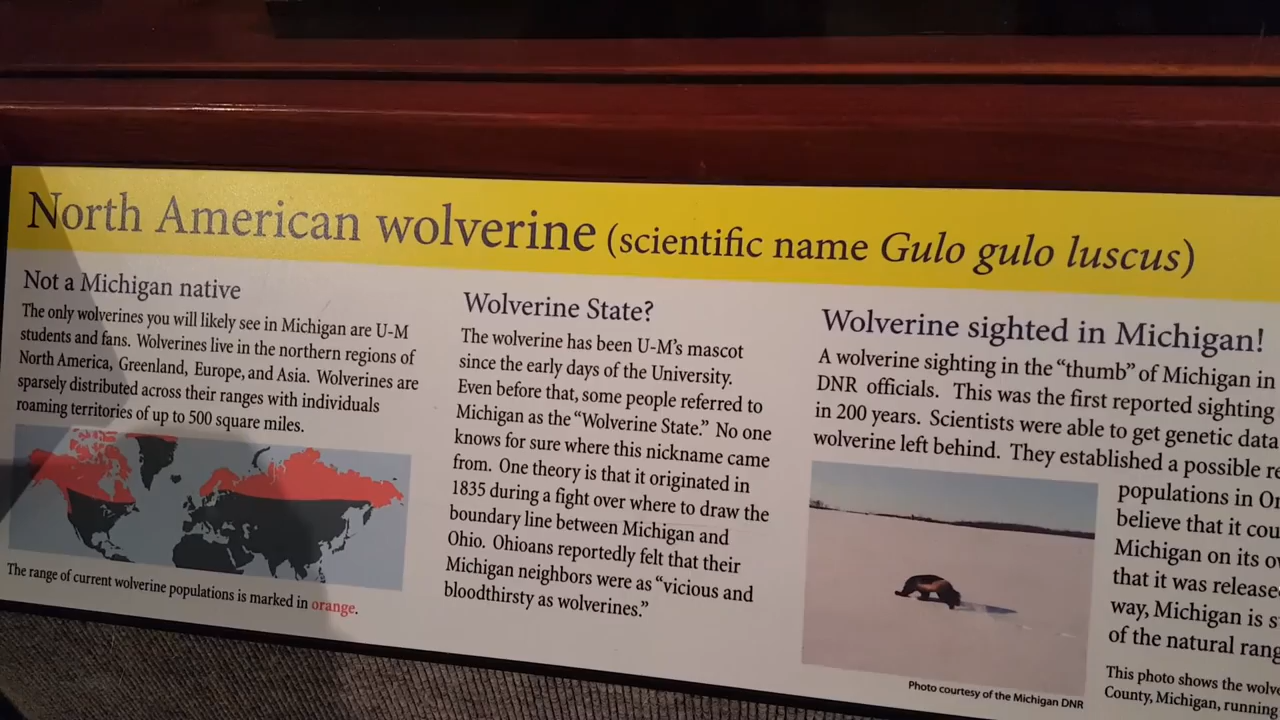 North American wolverine (scientific name Gulo gulo luscus)
Not a Michigan native
The only wolverines you will likely see in Michigan are U-M
students and fans. Wolverines live in the northern regions of
North America, Greenland, Europe, and Asia. Wolverines are
sparsely distributed across their ranges with individuals
roaming territories of up to 500 square miles.
The range of current wolverine populations is marked in orange.
Wolverine State?
The wolverine has been U-M's mascot
since the early days of the University.
Even before that, some people referred to
Michigan as the "Wolverine State." No one
knows for sure where this nickname came
from. One theory is that it originated in
1835 during a fight over where to draw the
boundary line between Michigan and
Ohio. Ohioans reportedly felt that their
Michigan neighbors were as "vicious and
bloodthirsty as wolverines."
Wolverine sighted in Michigan!
A wolverine sighting in the "thumb" of Michigan in
DNR officials. This was the first reported sighting
in 200 years. Scientists were able to get genetic data
wolverine left behind. They established a possible
populations in
believe that it
Michigan on its
that it was
way, Michigan is
of the natural
Photo courtesy of the Michigan DNR
This photo shows the
County, Michigan, running